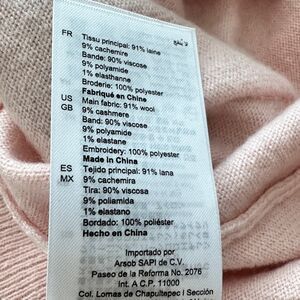 FR Tissu principal: 91% laine
9% cachemire
Bande: 90% viscose
9% polyamide
1% elasthanne
Broderie: 100% polyester
Fabriqué en Chine
US Main fabric: 91% wool
GB 9% cashmere
Band: 90% viscose
9% polyamide
1% elastane
Embroidery: 100% polyester
Made in China
ES Tejido principal: 91% lana
MX 9% cachemira
Tira: 90% viscosa
9% poliamida
1% elastano
Bordado: 100% poliéster
Hecho en China
Importado por
Arsob SAPI de C.V.
Paseo de la Reforma No. 2076
Int. A C.P. 11000
Col. Lomas de Chapultepec I Sección